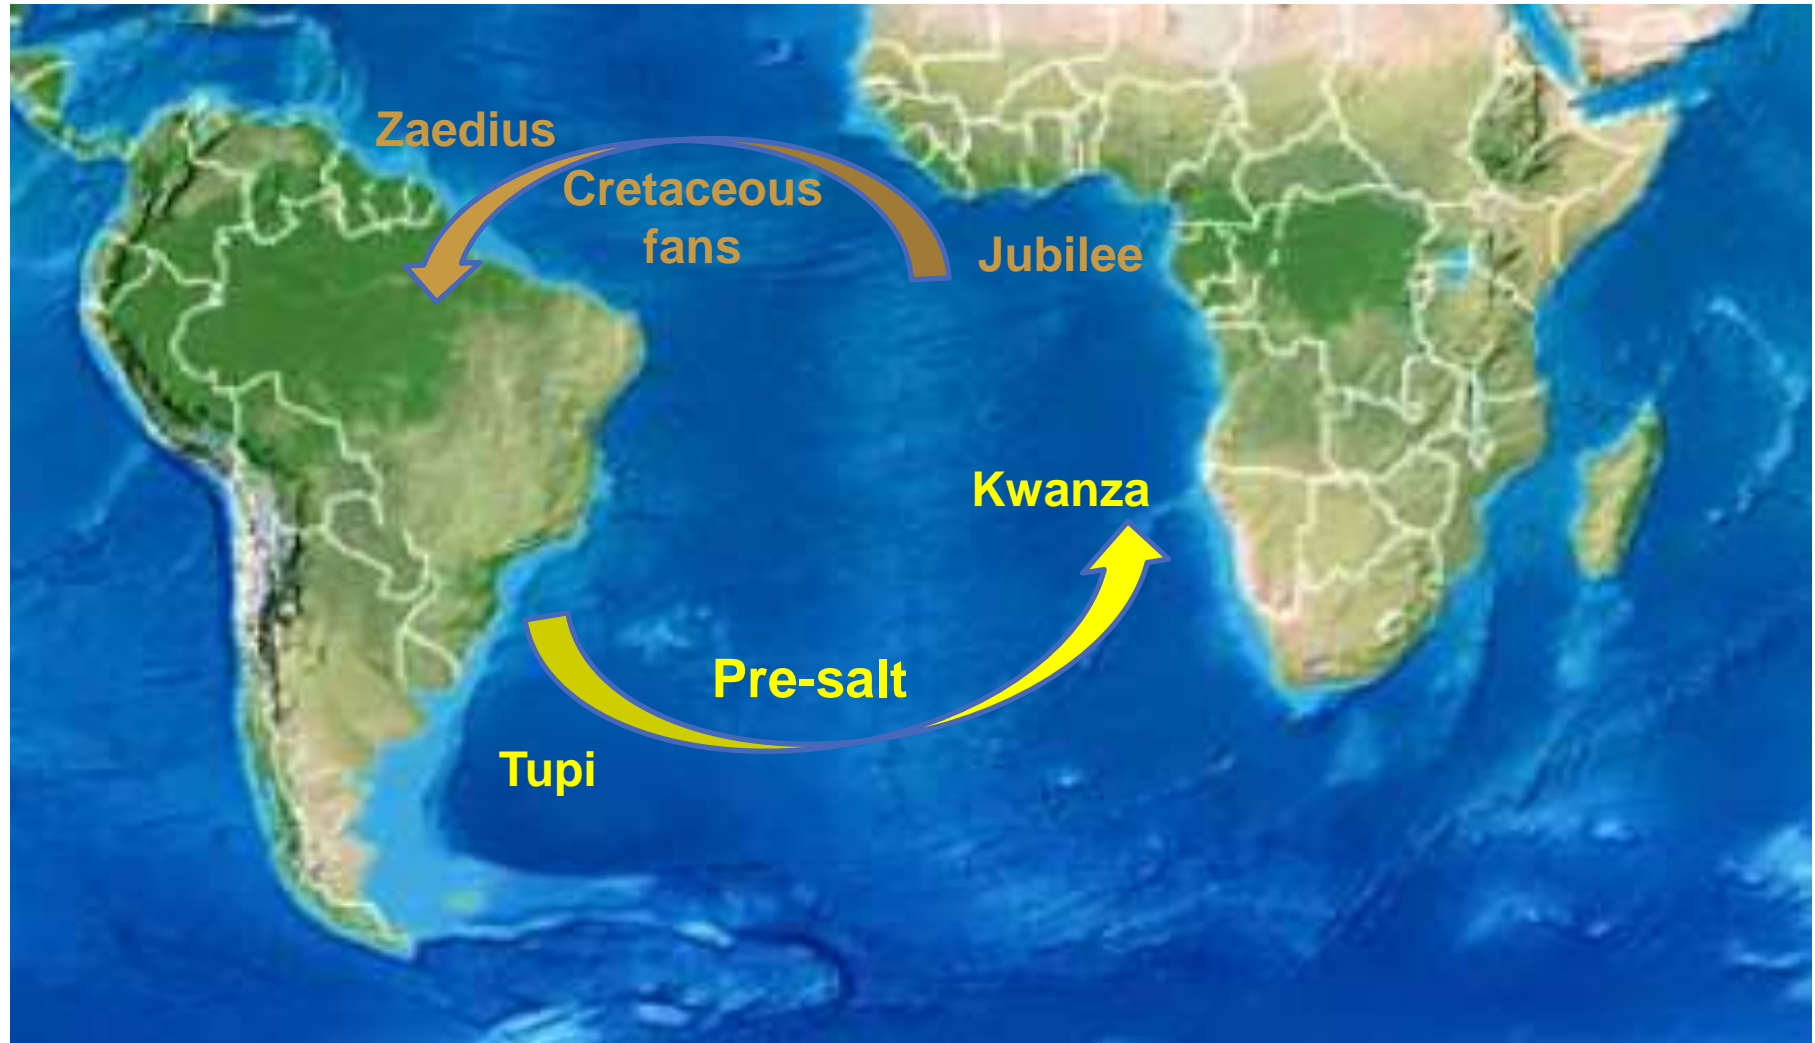 Zaedius
Cretaceous
fans
Jubilee
Kwanza
Pre-salt
Tupi